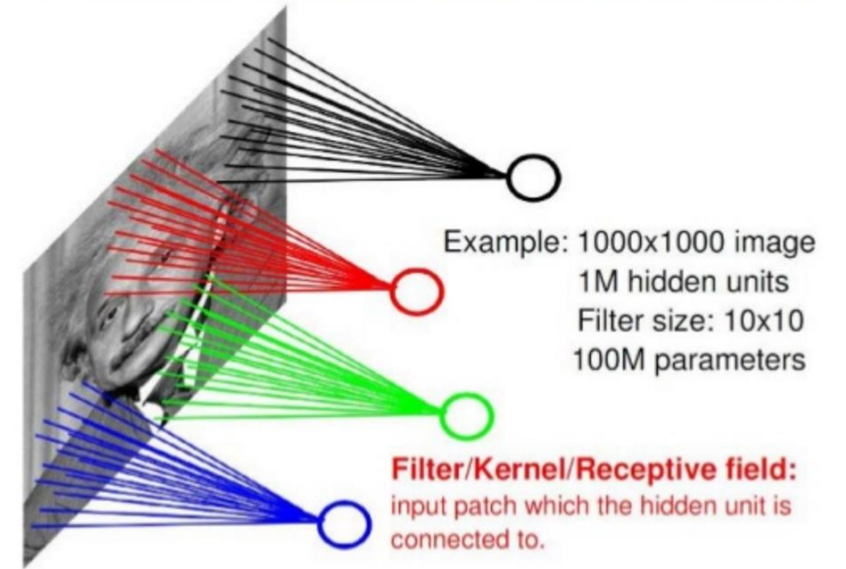 Example: 1000x1000 image
1M hidden units
Filter size: 10x10
100M parameters
Filter/Kernel/Receptive field:
input patch which the hidden unit is
connected to.